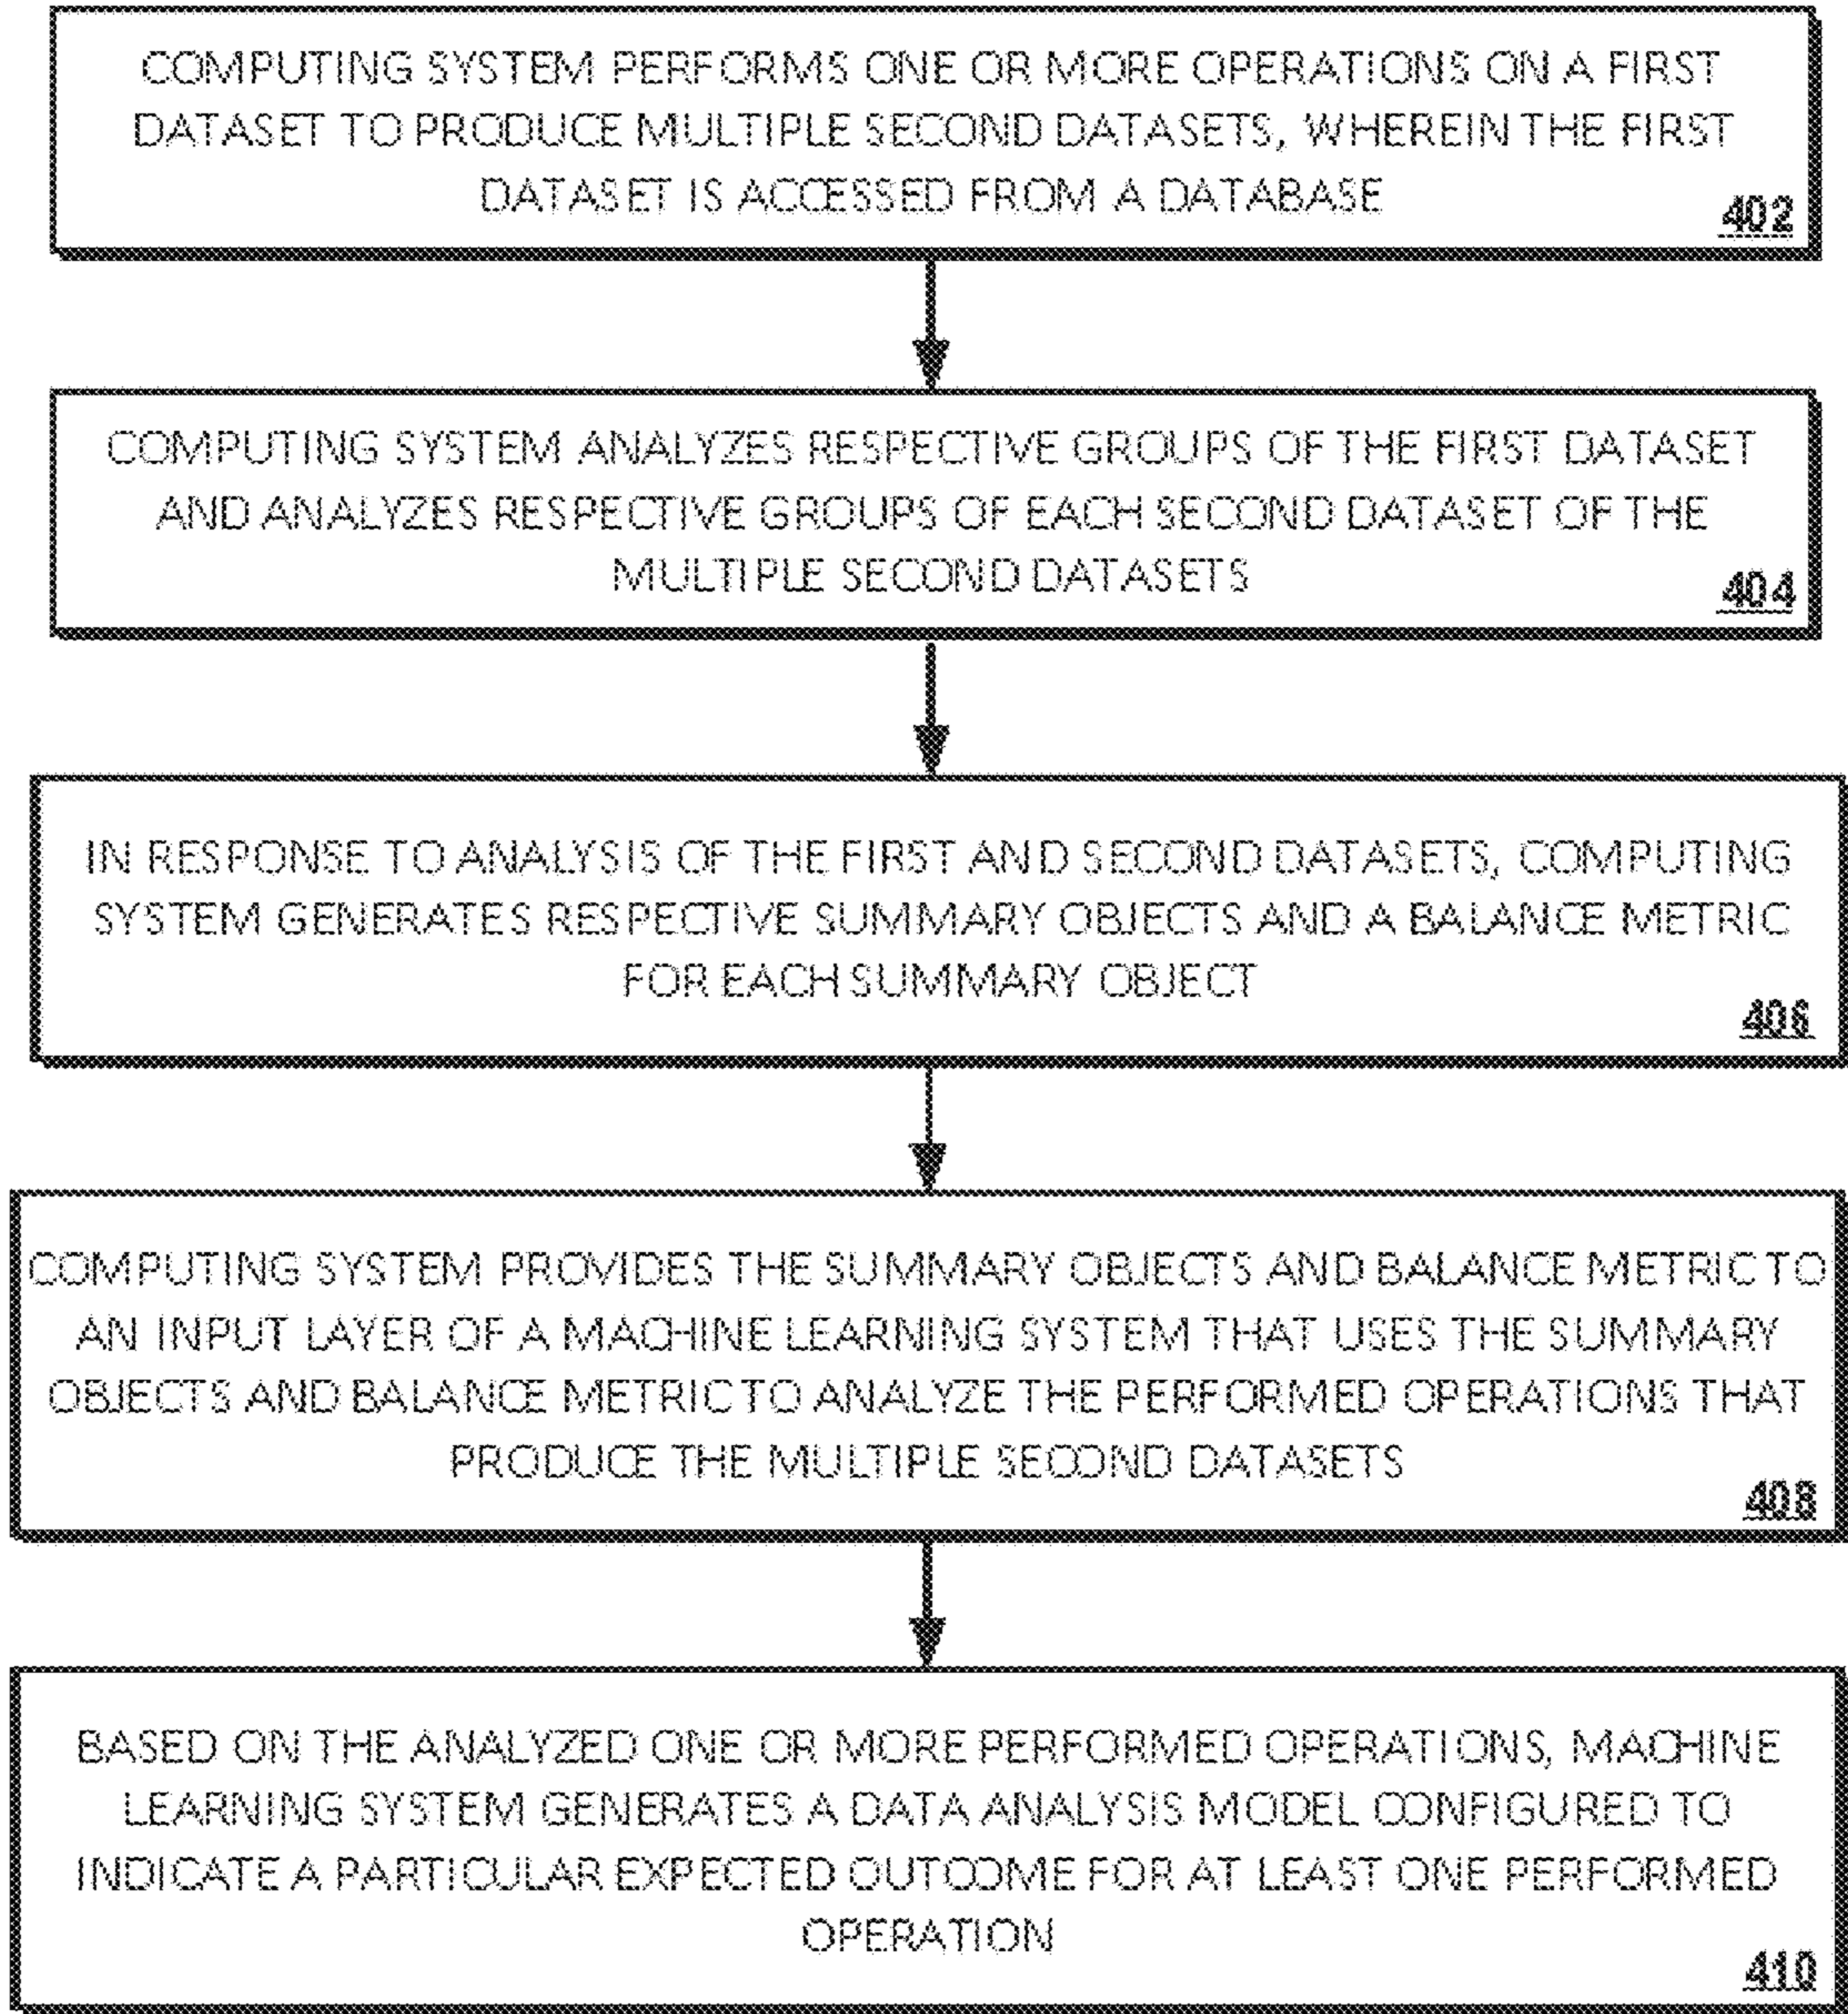 COMPUTING SYSTEM PERFORMS ONE OR MORE OPERATIONS ON A FIRST
DATASET TO PRODUCE MULTIPLE SECOND DATASETS, WHEREIN THE FIRST
DATASET IS ACCESSED FROM A DATABASE
402
COMPUTING SYSTEM ANALYZES RESPECTIVE GROUPS OF THE FIRST DATASET
AND ANALYZES RESPECTIVE GROUPS OF EACH SECOND DATASET OF THE
MULTIPLE SECOND DATASETS
404
IN RESPONSE TO ANALYSIS OF THE FIRST AND SECOND DATASETS, COMPUTING
SYSTEM GENERATES RESPECTIVE SUMMARY OBJECTS AND A BALANCE METRIC
FOR EACH SUMMARY OBJECT
406
COMPUTING SYSTEM PROVIDES THE SUMMARY OBJECTS AND BALANCE METRIC TO
AN INPUT LAYER OF A MACHINE LEARNING SYSTEM THAT USES THE SUMMARY
OBJECTS AND BALANCE METRIC TO ANALYZE THE PERFORMED OPERATIONS THAT
PRODUCE THE MULTIPLE SECOND DATASETS
408
BASED ON THE ANALYZED ONE OR MORE PERFORMED OPERATIONS, MACHINE
LEARNING SYSTEM GENERATES A DATA ANALYSIS MODEL CONFIGURED TO
INDICATE A PARTICULAR EXPECTED OUTCOME FOR AT LEAST ONE PERFORMED
OPERATION
410